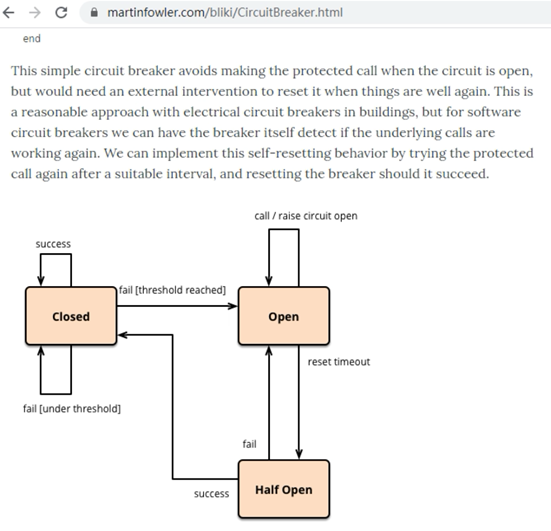 martinfowler.com/bliki/CircuitBreaker.html
end
This simple circuit breaker avoids making the protected call when the circuit is open,
but would need an external intervention to reset it when things are well again. This is
a reasonable approach with electrical circuit breakers in buildings, but for software
circuit breakers we can have the breaker itself detect if the underlying calls are
working again. We can implement this self-resetting behavior by trying the protected
call again after a suitable interval, and resetting the breaker should it succeed.
call / raise circuit open
success
fail [threshold reached]
Closed
Open
reset timeout
fail [under threshold]
fail
success
Half Open